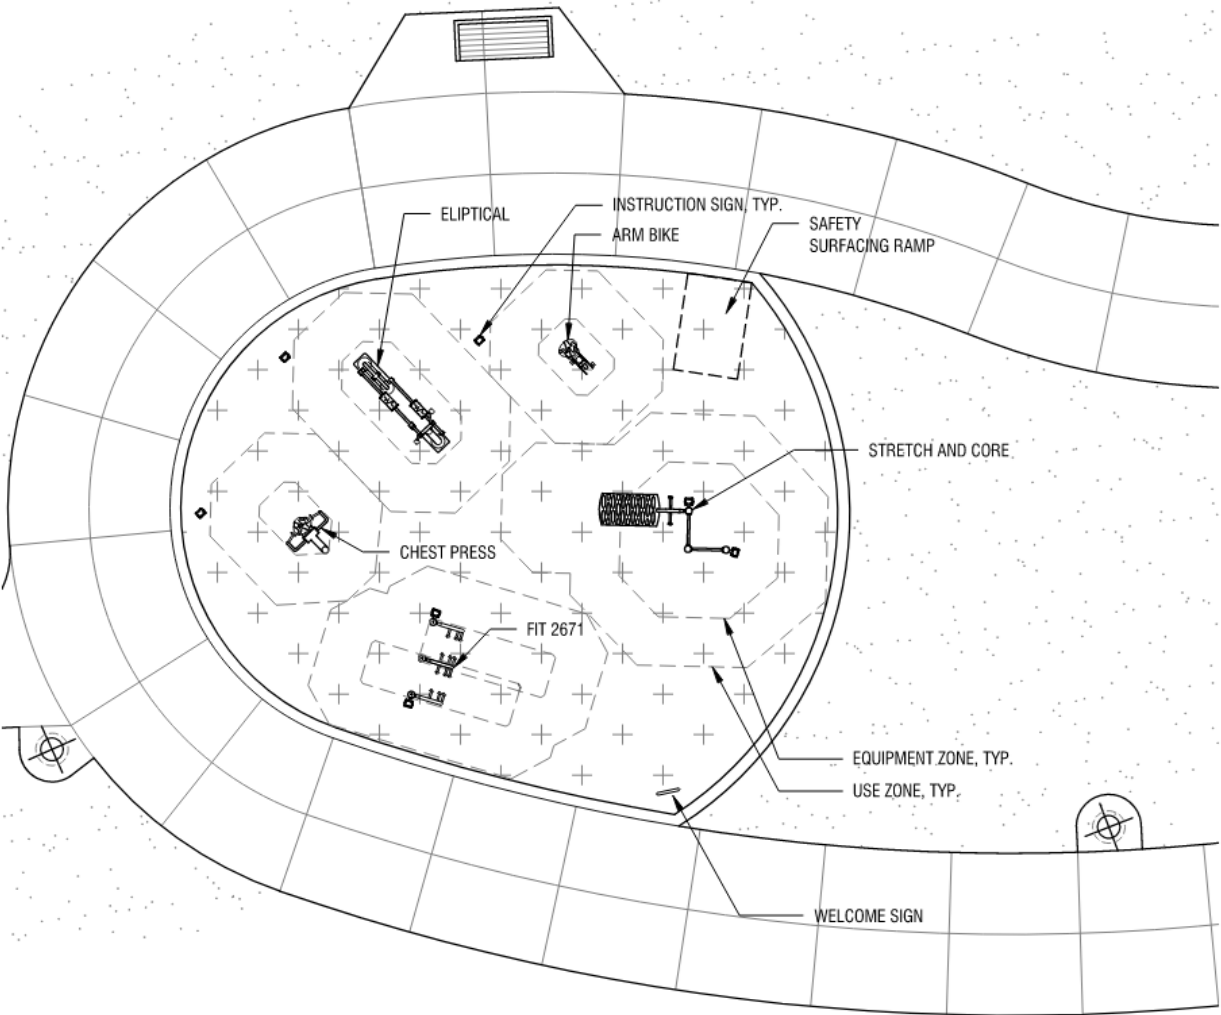 INSTRUCTION SIGN, TYP.
ELIPTICAL
ARM BIKE
SAFETY
SURFACING RAMP
STRETCH AND CORE
CHEST PRESS
FIT 2671
EQUIPMENT ZONE, TYP.
USE ZONE, TYP.
WELCOME SIGN